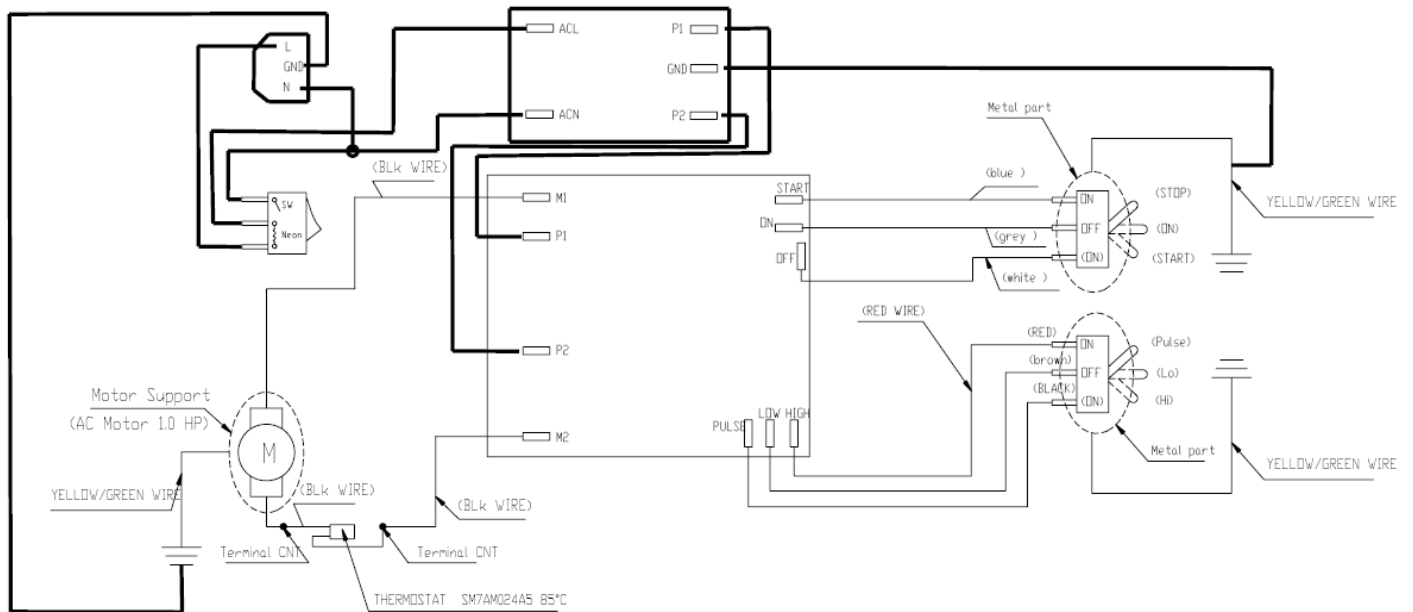 L
GND
N
ACL
ACN
P1
GND
P2
(BLk WIRE)
SW
Neon
M1
P1
P2
M2
START
ON
OFF
PULSE
LOW HIGH
(blue )
(grey )
(white )
Metal part
ON
OFF
(ON)
(STOP)
(ON)
(START)
YELLOW/GREEN WIRE
(RED WIRE)
(RED)
(brown)
(BLACK)
ON
OFF
(ON)
(Pulse)
(Lo)
(Hi)
Metal part
YELLOW/GREEN WIRE
Motor Support
(AC Motor 1.0 HP)
M
YELLOW/GREEN WIRE
(BLk WIRE)
(BLk WIRE)
Terminal CNT
Terminal CNT
THERMOSTAT SM7AM024A5 85°C